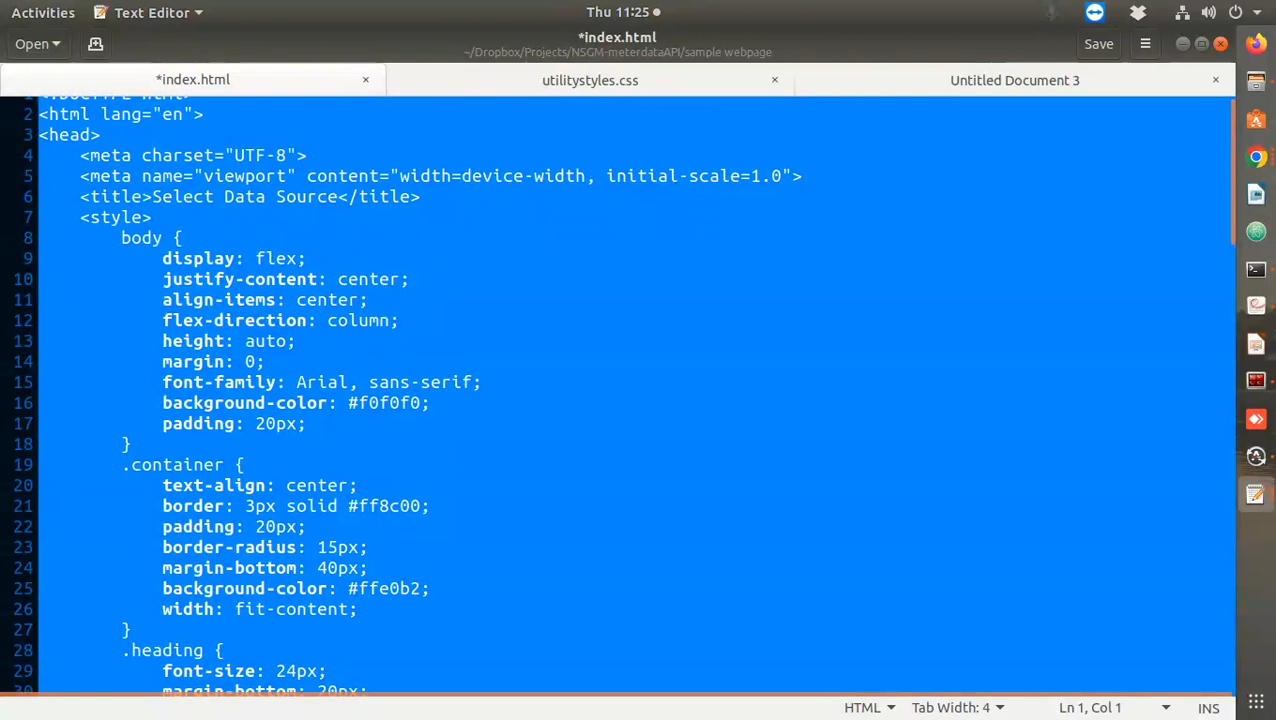 Activities Text Editor Thu 11:25
Open *index.html Save
~/Dropbox/Projects/NSGM-meterdataAPI/sample webpage
*index.html × utilitystyles.css × Untitled Document 3 ×
1 <!DOCTYPE html>
2 <html lang="en">
3 <head>
4 <meta charset="UTF-8">
5 <meta name="viewport" content="width=device-width, initial-scale=1.0">
6 <title>Select Data Source</title>
7 <style>
8 body {
9 display: flex;
10 justify-content: center;
11 align-items: center;
12 flex-direction: column;
13 height: auto;
14 margin: 0;
15 font-family: Arial, sans-serif;
16 background-color: #f0f0f0;
17 padding: 20px;
18 }
19 .container {
20 text-align: center;
21 border: 3px solid #ff8c00;
22 padding: 20px;
23 border-radius: 15px;
24 margin-bottom: 40px;
25 background-color: #ffe0b2;
26 width: fit-content;
27 }
28 .heading {
29 font-size: 24px;
30 margin-bottom: 20px;
HTML Tab Width: 4 Ln 1, Col 1 INS